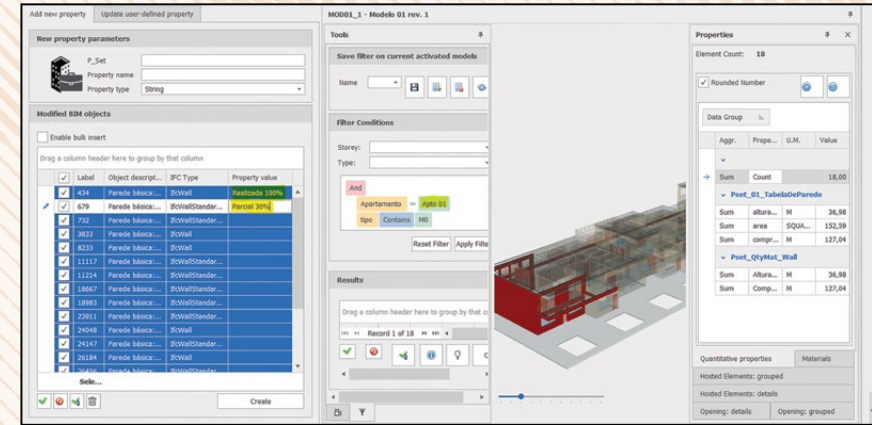 Add new property
Update user-defined property
New property parameters
P_Set
Property name
Property type String
Modified BIM objects
Enable bulk insert
Drag a column header here to group by that column
Label Object descript... IFC Type Property value
434 Parede básica:... IfcWall Realizada 100%
679 Parede básica:... IfcWallStandar... Parcial 30%
732 Parede básica:... IfcWallStandar...
3833 Parede básica:... IfcWall
8233 Parede básica:... IfcWall
11117 Parede básica:... IfcWallStandar...
11214 Parede básica:... IfcWallStandar...
18667 Parede básica:... IfcWallStandar...
18983 Parede básica:... IfcWallStandar...
23911 Parede básica:... IfcWallStandar...
24048 Parede básica:... IfcWall
24147 Parede básica:... IfcWallStandar...
26184 Parede básica:... IfcWall
26456 Parede básica:... IfcWallStandar...
Sele...
Create
MOD01_1 - Modelo 01 rev. 1
Tools
Save filter on current activated models
Name
Filter Conditions
Storey:
Type:
And
Apartamento = Apto 01
tipo Contains M0
Reset Filter Apply Filte
Results
Drag a column header here to group by that c
Record 1 of 18
Properties
Element Count: 18
Rounded Number
Data Group
Aggr. Prope... U.M. Value
Sum Count 18,00
Pset_01_TabelaDeParede
Sum altura... M 36,98
Sum area SQUA... 152,59
Sum compr... M 127,04
Pset_QtyMat_Wall
Sum Altura... M 36,98
Sum Comp... M 127,04
Quantitative properties Materials
Hosted Elements: grouped
Hosted Elements: details
Opening: details Opening: grouped